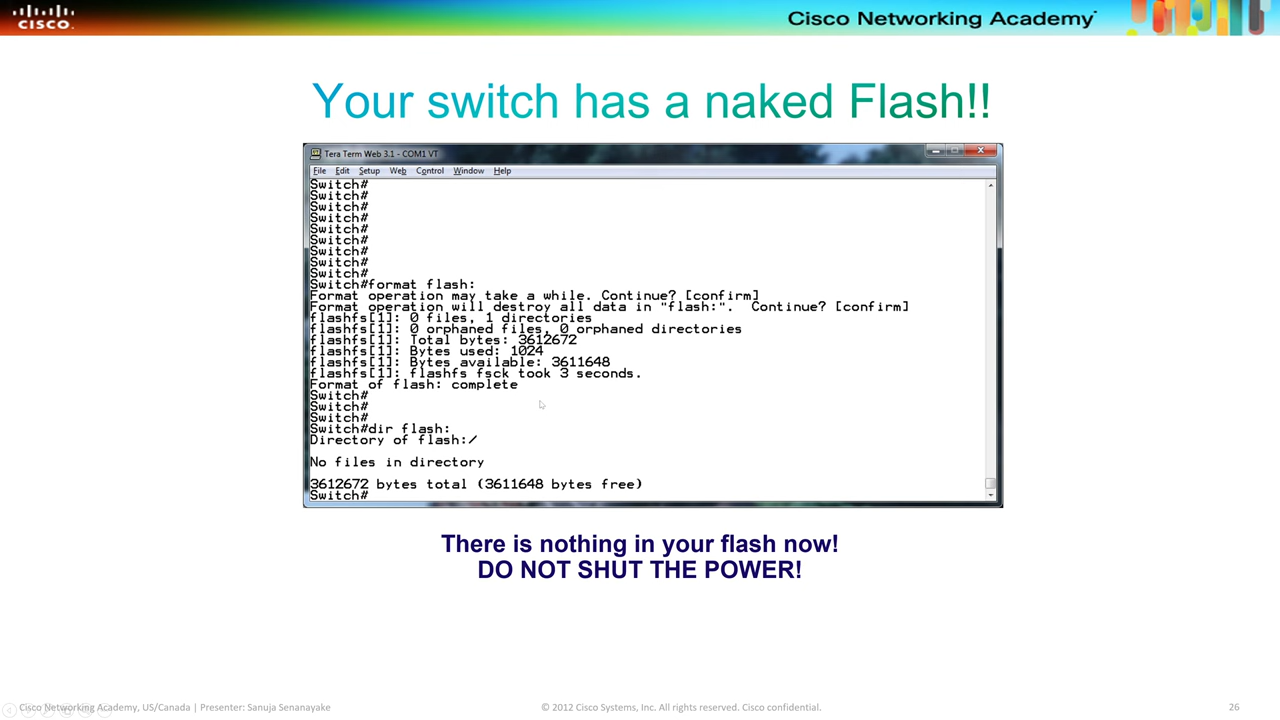 CISCO.
Cisco Networking Academy
Your switch has a naked Flash!!
Tera Term Web 3.1 - COM1 VT
File Edit Setup Web Control Window Help
Switch#
Switch#
Switch#
Switch#
Switch#
Switch#
Switch#
Switch#
Switch#
Switch#format flash:
Format operation may take a while. Continue? [confirm]
Format operation will destroy all data in "flash:".  Continue? [confirm]
flashfs[1]: 0 files, 1 directories
flashfs[1]: 0 orphaned files, 0 orphaned directories
flashfs[1]: Total bytes: 3612672
flashfs[1]: Bytes used: 1024
flashfs[1]: Bytes available: 3611648
flashfs[1]: flashfs fsck took 3 seconds.
Format of flash: complete
Switch#
Switch#
Switch#
Switch#dir flash:
Directory of flash:/
No files in directory
3612672 bytes total (3611648 bytes free)
Switch#
There is nothing in your flash now!
DO NOT SHUT THE POWER!
Cisco Networking Academy, US/Canada | Presenter: Sanuja Senanayake
© 2012 Cisco Systems, Inc. All rights reserved. Cisco confidential.
26